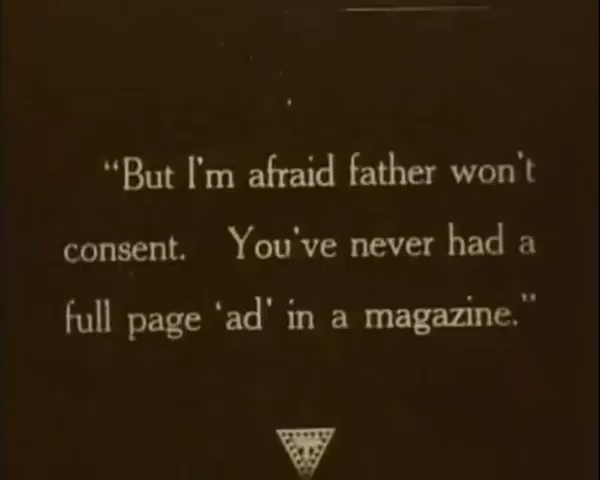 "But I'm afraid father won't
consent. You've never had a
full page 'ad' in a magazine."